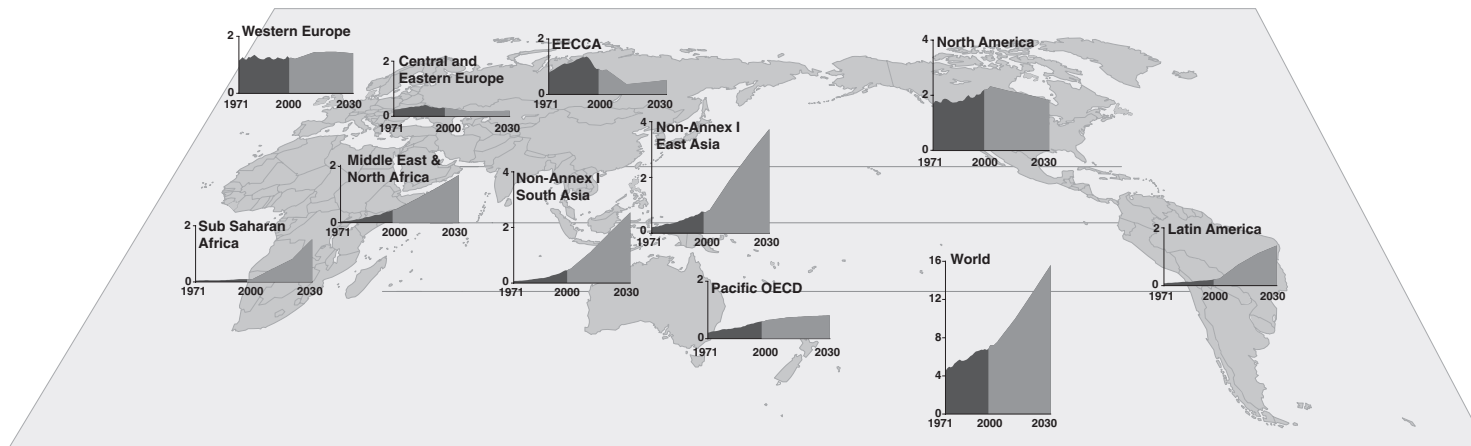 Western Europe
2
0
1971 2000 2030
Central and
Eastern Europe
2
0
1971 2000 2030
EECCA
2
0
1971 2000 2030
North America
4
2
0
1971 2000 2030
Non-Annex I
East Asia
4
2
0
1971 2000 2030
Middle East &
North Africa
2
0
1971 2000 2030
Non-Annex I
South Asia
4
2
0
1971 2000 2030
Sub Saharan
Africa
2
0
1971 2000 2030
Latin America
2
0
1971 2000 2030
Pacific OECD
2
0
1971 2000 2030
World
16
12
8
4
0
1971 2000 2030